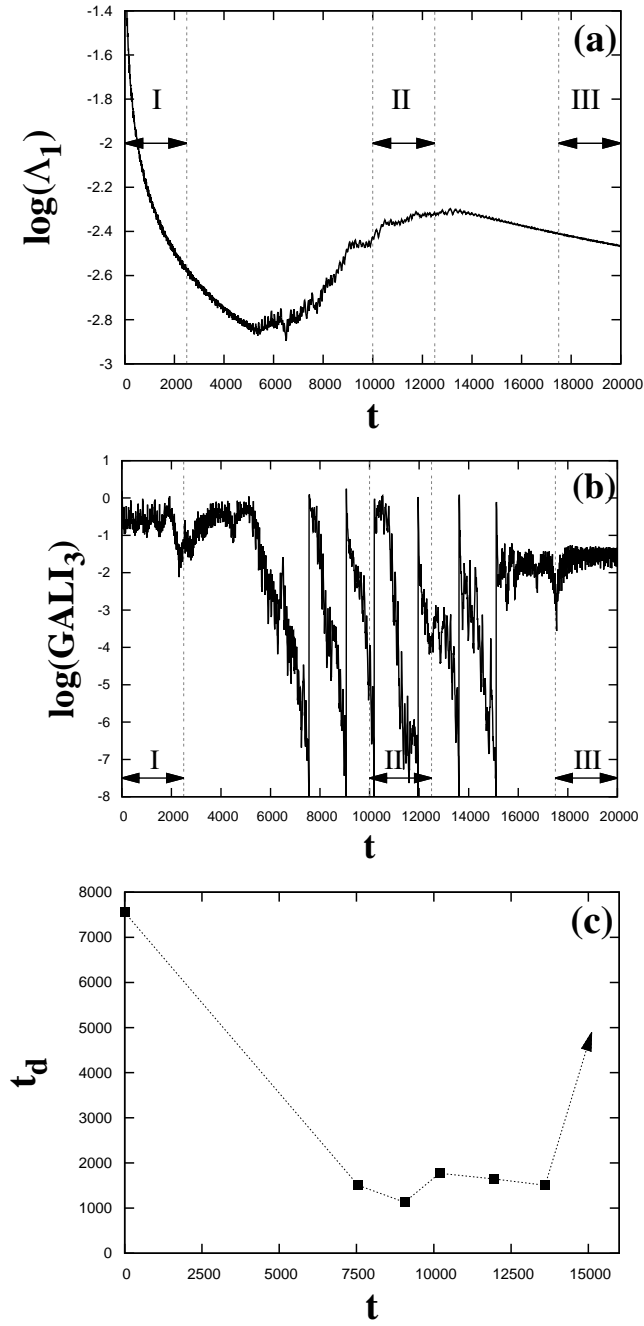 (a)
-1.4
-1.6
-1.8
-2
-2.2
-2.4
-2.6
-2.8
-3
log(Λ1)
I
II
III
0 2000 4000 6000 8000 10000 12000 14000 16000 18000 20000
t
(b)
1
0
-1
-2
-3
-4
-5
-6
-7
-8
log(GALI3)
I
II
III
0 2000 4000 6000 8000 10000 12000 14000 16000 18000 20000
t
(c)
8000
7000
6000
5000
4000
3000
2000
1000
0
td
0 2500 5000 7500 10000 12500 15000
t